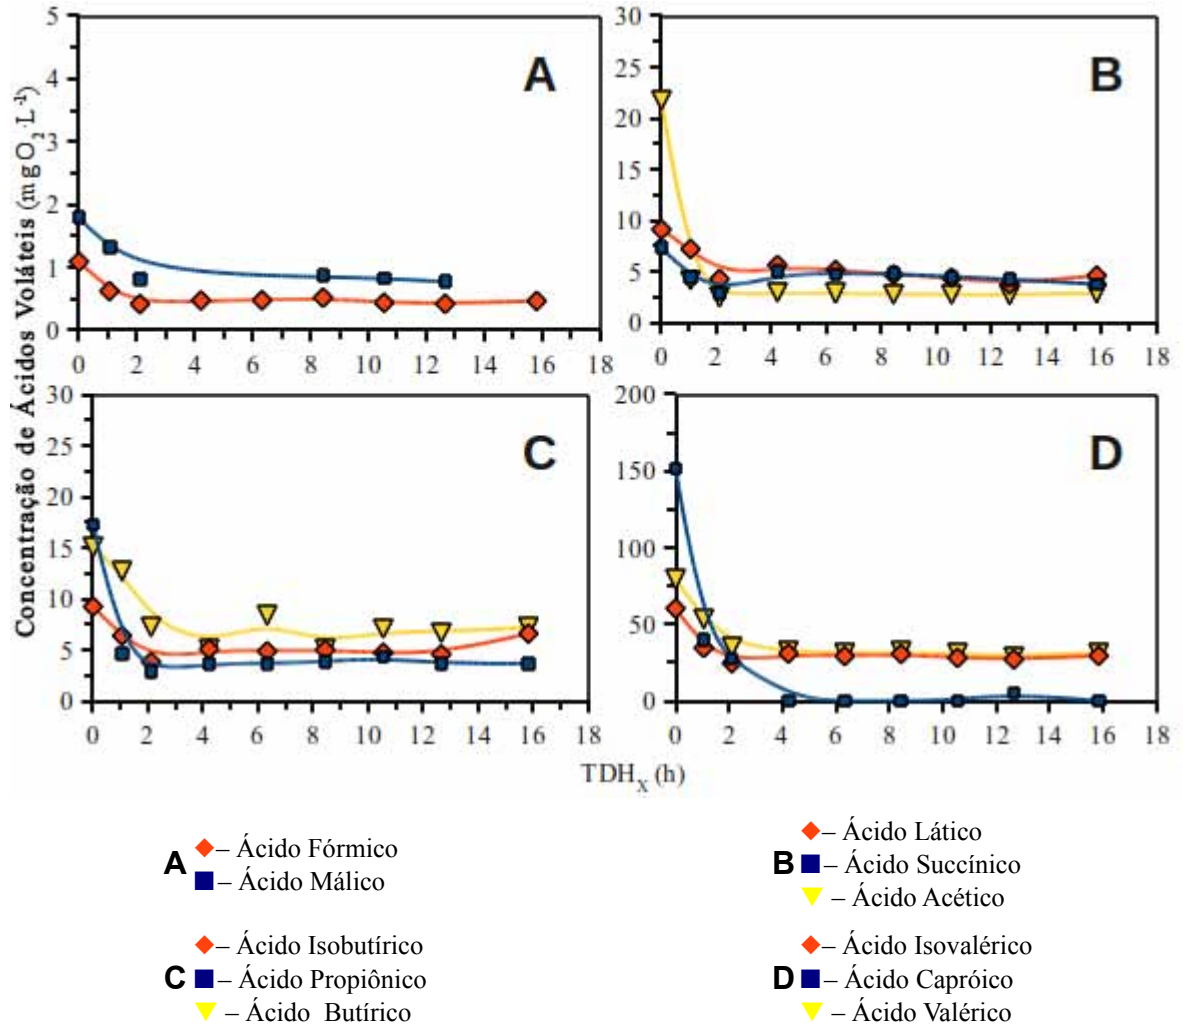 Concentração de Ácidos Voláteis (mgO₂·L⁻¹)
A
5
4
3
2
1
0
0 2 4 6 8 10 12 14 16 18
B
30
25
20
15
10
5
0
0 2 4 6 8 10 12 14 16 18
C
30
25
20
15
10
5
0
0 2 4 6 8 10 12 14 16 18
D
200
150
100
50
0
0 2 4 6 8 10 12 14 16 18
TDHₓ (h)
A
– Ácido Fórmico
– Ácido Málico
B
– Ácido Lático
– Ácido Succínico
– Ácido Acético
C
– Ácido Isobutírico
– Ácido Propiônico
– Ácido Butírico
D
– Ácido Isovalérico
– Ácido Capróico
– Ácido Valérico